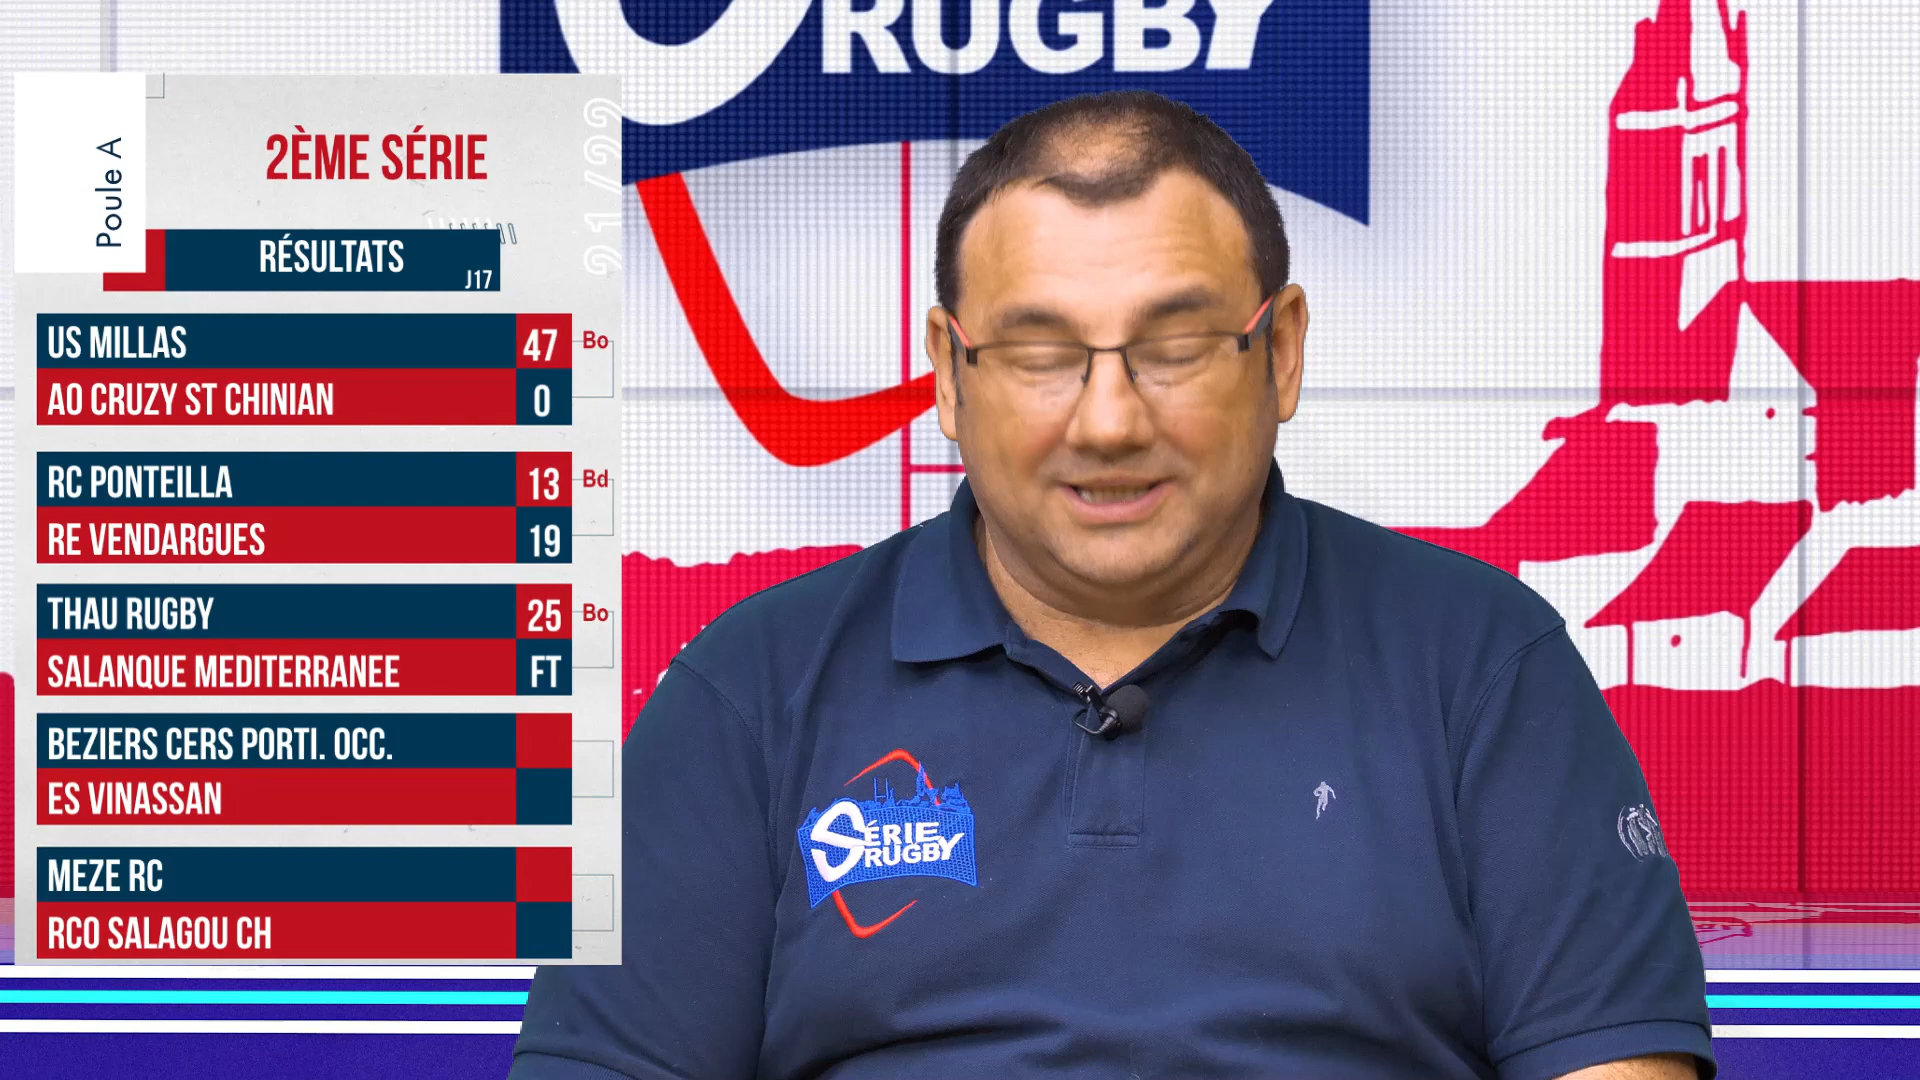 RUGBY
Poule A
2ÈME SÉRIE
21/22
RÉSULTATS
J17
US MILLAS 47 Bo
AO CRUZY ST CHINIAN 0
RC PONTEILLA 13 Bd
RE VENDARGUES 19
THAU RUGBY 25 Bo
SALANQUE MEDITERRANEE FT
BEZIERS CERS PORTI. OCC.
ES VINASSAN
MEZE RC
RCO SALAGOU CH
SÉRIE
RUGBY